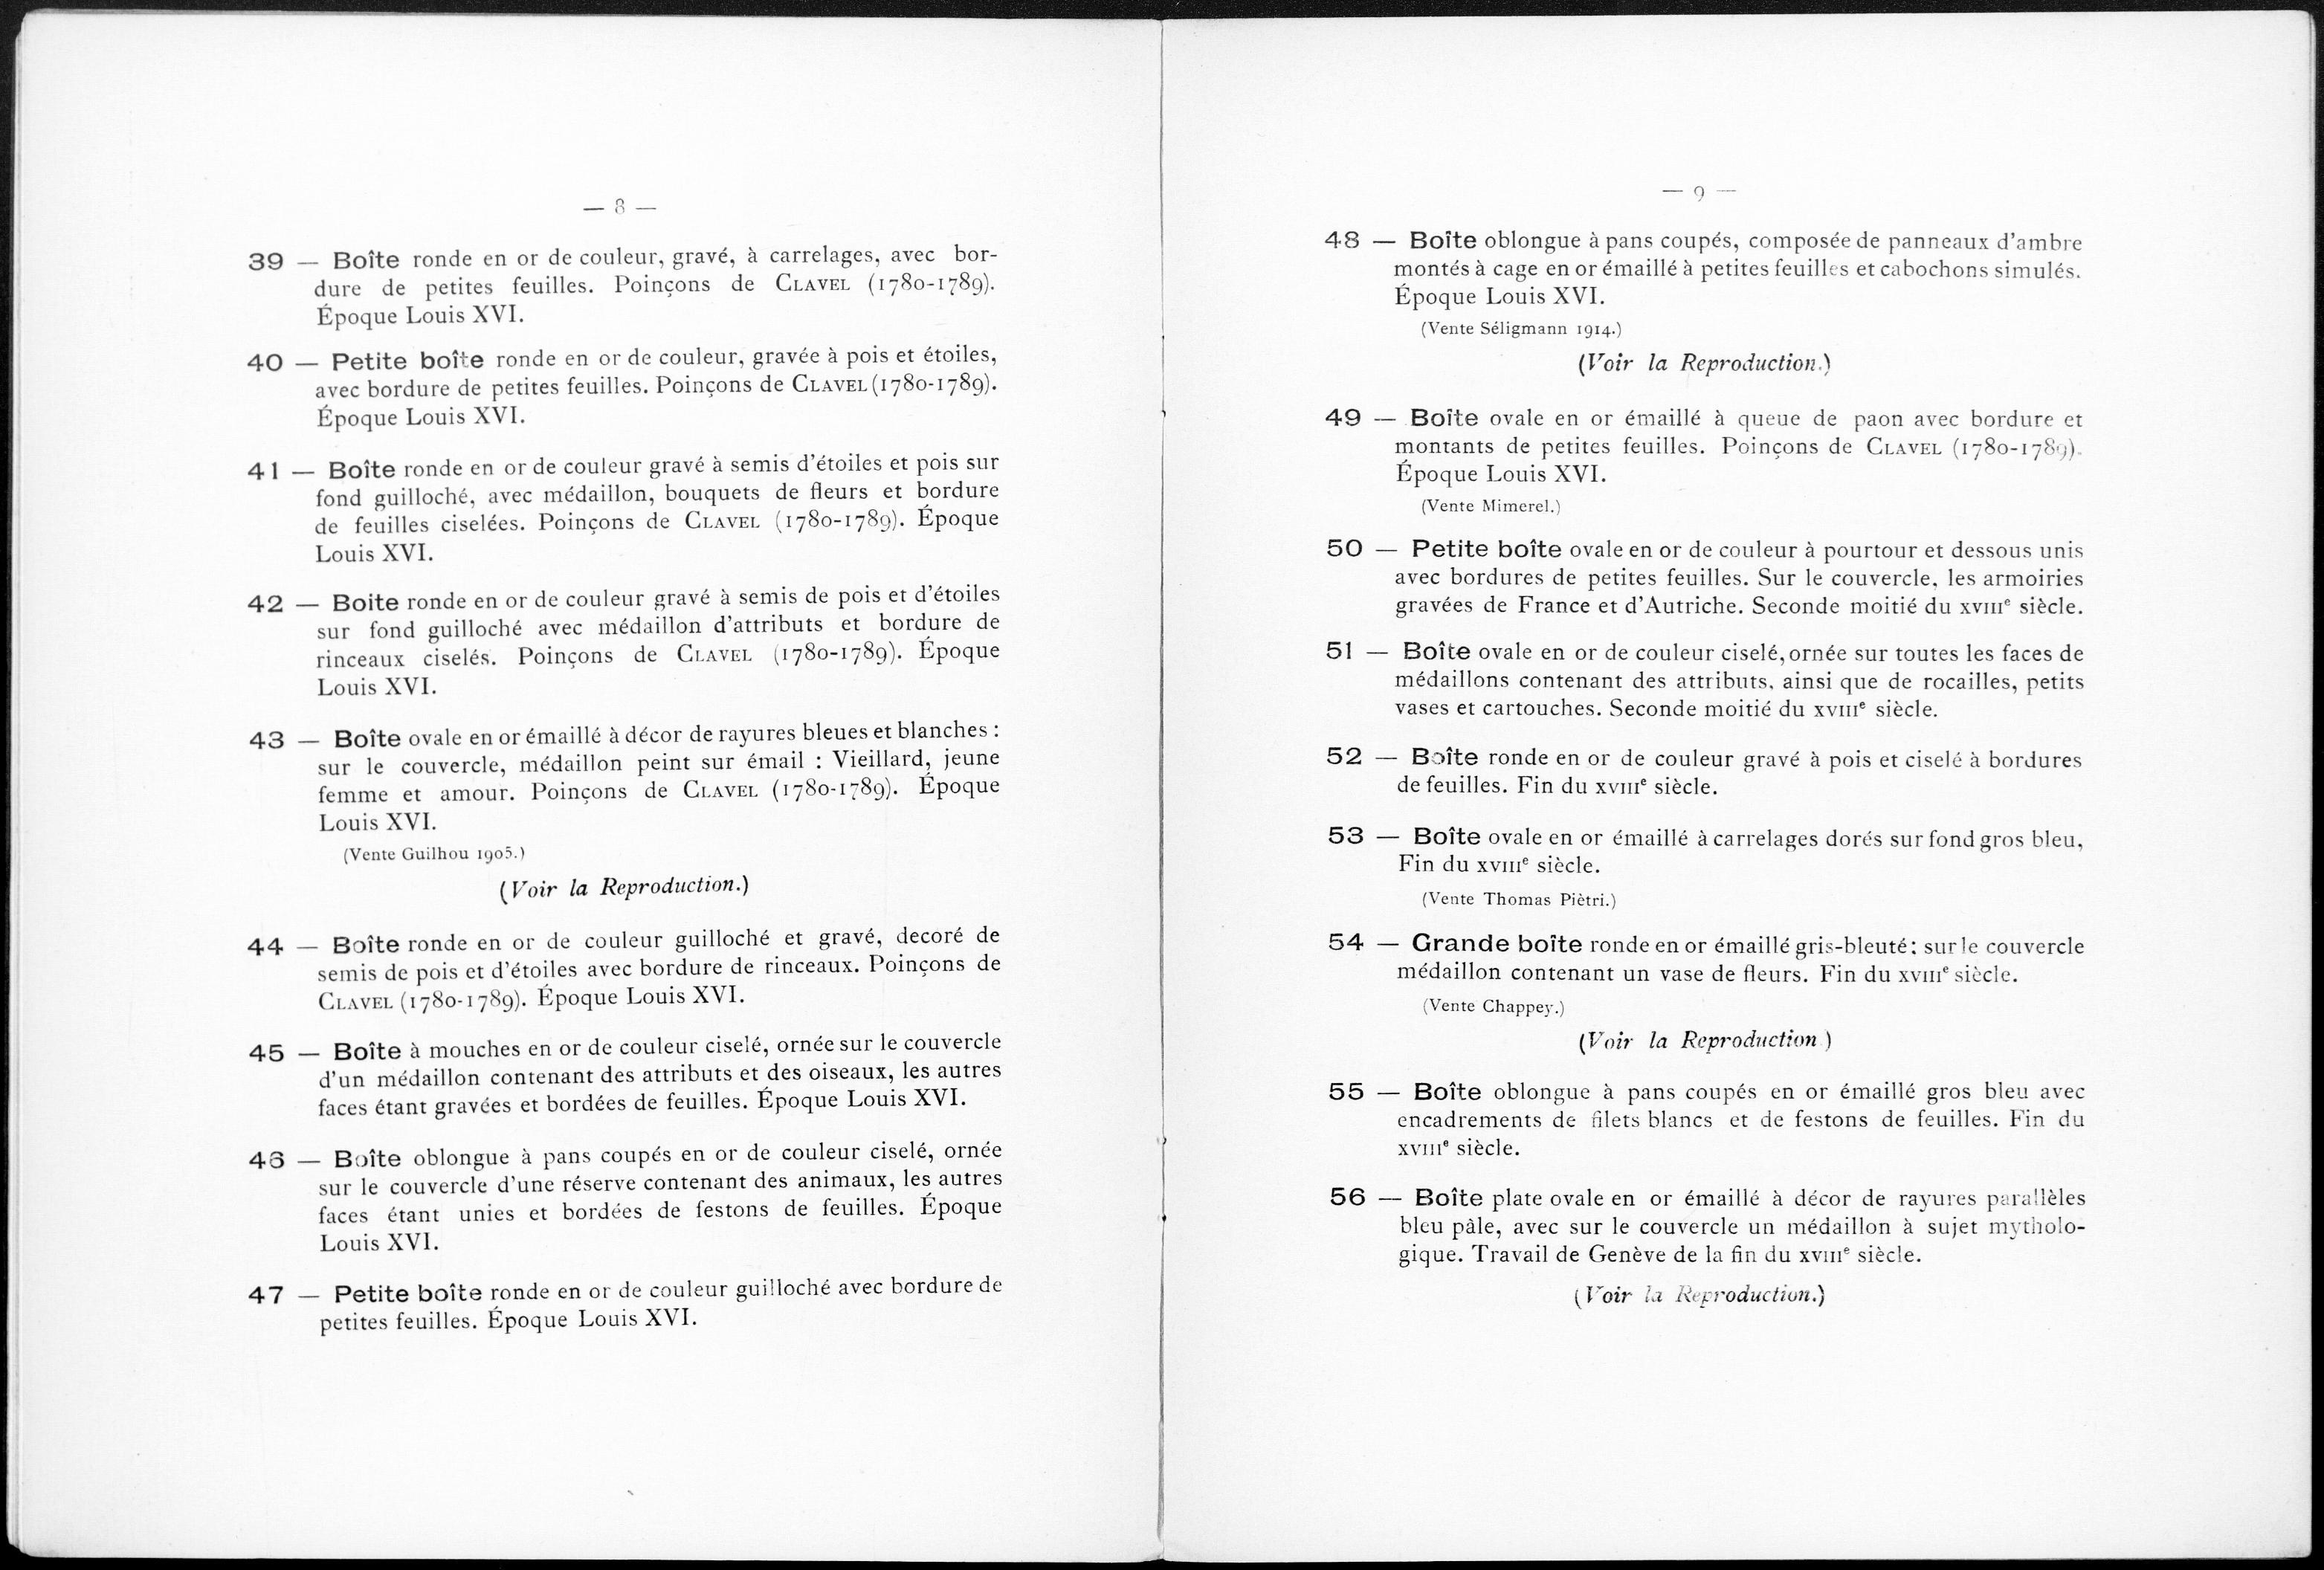 — 8 —
39 — Boîte ronde en or de couleur, gravé, à carrelages, avec bor-
dure de petites feuilles. Poinçons de CLAVEL (1780-1789).
Époque Louis XVI.
40 — Petite boîte ronde en or de couleur, gravée à pois et étoiles,
avec bordure de petites feuilles. Poinçons de CLAVEL (1780-1789).
Époque Louis XVI.
41 — Boîte ronde en or de couleur gravé à semis d'étoiles et pois sur
fond guilloché, avec médaillon, bouquets de fleurs et bordure
de feuilles ciselées. Poinçons de CLAVEL (1780-1789). Époque
Louis XVI.
42 — Boite ronde en or de couleur gravé à semis de pois et d'étoiles
sur fond guilloché avec médaillon d'attributs et bordure de
rinceaux ciselés. Poinçons de CLAVEL (1780-1789). Époque
Louis XVI.
43 — Boîte ovale en or émaillé à décor de rayures bleues et blanches :
sur le couvercle, médaillon peint sur émail : Vieillard, jeune
femme et amour. Poinçons de CLAVEL (1780-1789). Époque
Louis XVI.
(Vente Guilhou 1905.)
(Voir la Reproduction.)
44 — Boîte ronde en or de couleur guilloché et gravé, decoré de
semis de pois et d'étoiles avec bordure de rinceaux. Poinçons de
CLAVEL (1780-1789). Époque Louis XVI.
45 — Boîte à mouches en or de couleur ciselé, ornée sur le couvercle
d'un médaillon contenant des attributs et des oiseaux, les autres
faces étant gravées et bordées de feuilles. Époque Louis XVI.
46 — Boîte oblongue à pans coupés en or de couleur ciselé, ornée
sur le couvercle d'une réserve contenant des animaux, les autres
faces étant unies et bordées de festons de feuilles. Époque
Louis XVI.
47 — Petite boîte ronde en or de couleur guilloché avec bordure de
petites feuilles. Époque Louis XVI.
— 9 —
48 — Boîte oblongue à pans coupés, composée de panneaux d'ambre
montés à cage en or émaillé à petites feuilles et cabochons simulés.
Époque Louis XVI.
(Vente Séligmann 1914.)
(Voir la Reproduction.)
49 — Boîte ovale en or émaillé à queue de paon avec bordure et
montants de petites feuilles. Poinçons de CLAVEL (1780-1789).
Époque Louis XVI.
(Vente Mimerel.)
50 — Petite boîte ovale en or de couleur à pourtour et dessous unis
avec bordures de petites feuilles. Sur le couvercle, les armoiries
gravées de France et d'Autriche. Seconde moitié du XVIIIe siècle.
51 — Boîte ovale en or de couleur ciselé, ornée sur toutes les faces de
médaillons contenant des attributs, ainsi que de rocailles, petits
vases et cartouches. Seconde moitié du XVIIIe siècle.
52 — Boîte ronde en or de couleur gravé à pois et ciselé à bordures
de feuilles. Fin du XVIIIe siècle.
53 — Boîte ovale en or émaillé à carrelages dorés sur fond gros bleu,
Fin du XVIIIe siècle.
(Vente Thomas Piètri.)
54 — Grande boîte ronde en or émaillé gris-bleuté; sur le couvercle
médaillon contenant un vase de fleurs. Fin du XVIIIe siècle.
(Vente Chappey.)
(Voir la Reproduction)
55 — Boîte oblongue à pans coupés en or émaillé gros bleu avec
encadrements de filets blancs et de festons de feuilles. Fin du
XVIIIe siècle.
56 — Boîte plate ovale en or émaillé à décor de rayures parallèles
bleu pâle, avec sur le couvercle un médaillon à sujet mytholo-
gique. Travail de Genève de la fin du XVIIIe siècle.
(Voir la Reproduction.)